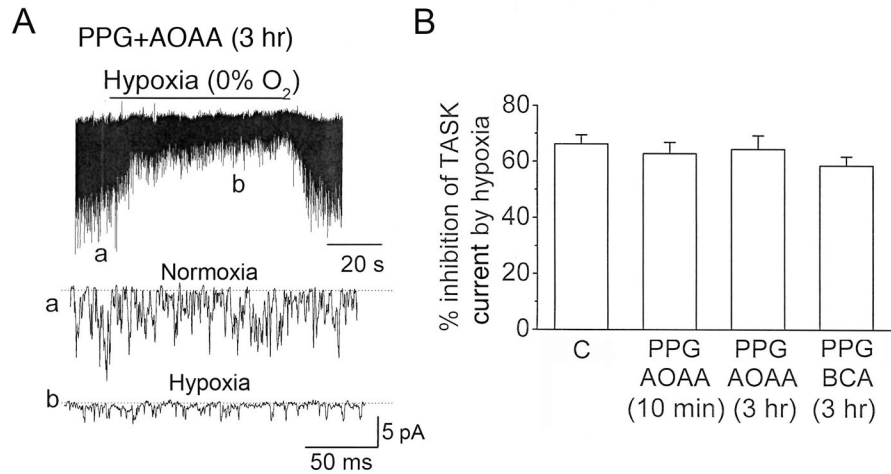 A
PPG+AOAA (3 hr)
Hypoxia (0% O₂)
a
b
20 s
Normoxia
a
Hypoxia
b
5 pA
50 ms
B
% inhibition of TASK
current by hypoxia
80
60
40
20
0
C
PPG
AOAA
(10 min)
PPG
AOAA
(3 hr)
PPG
BCA
(3 hr)